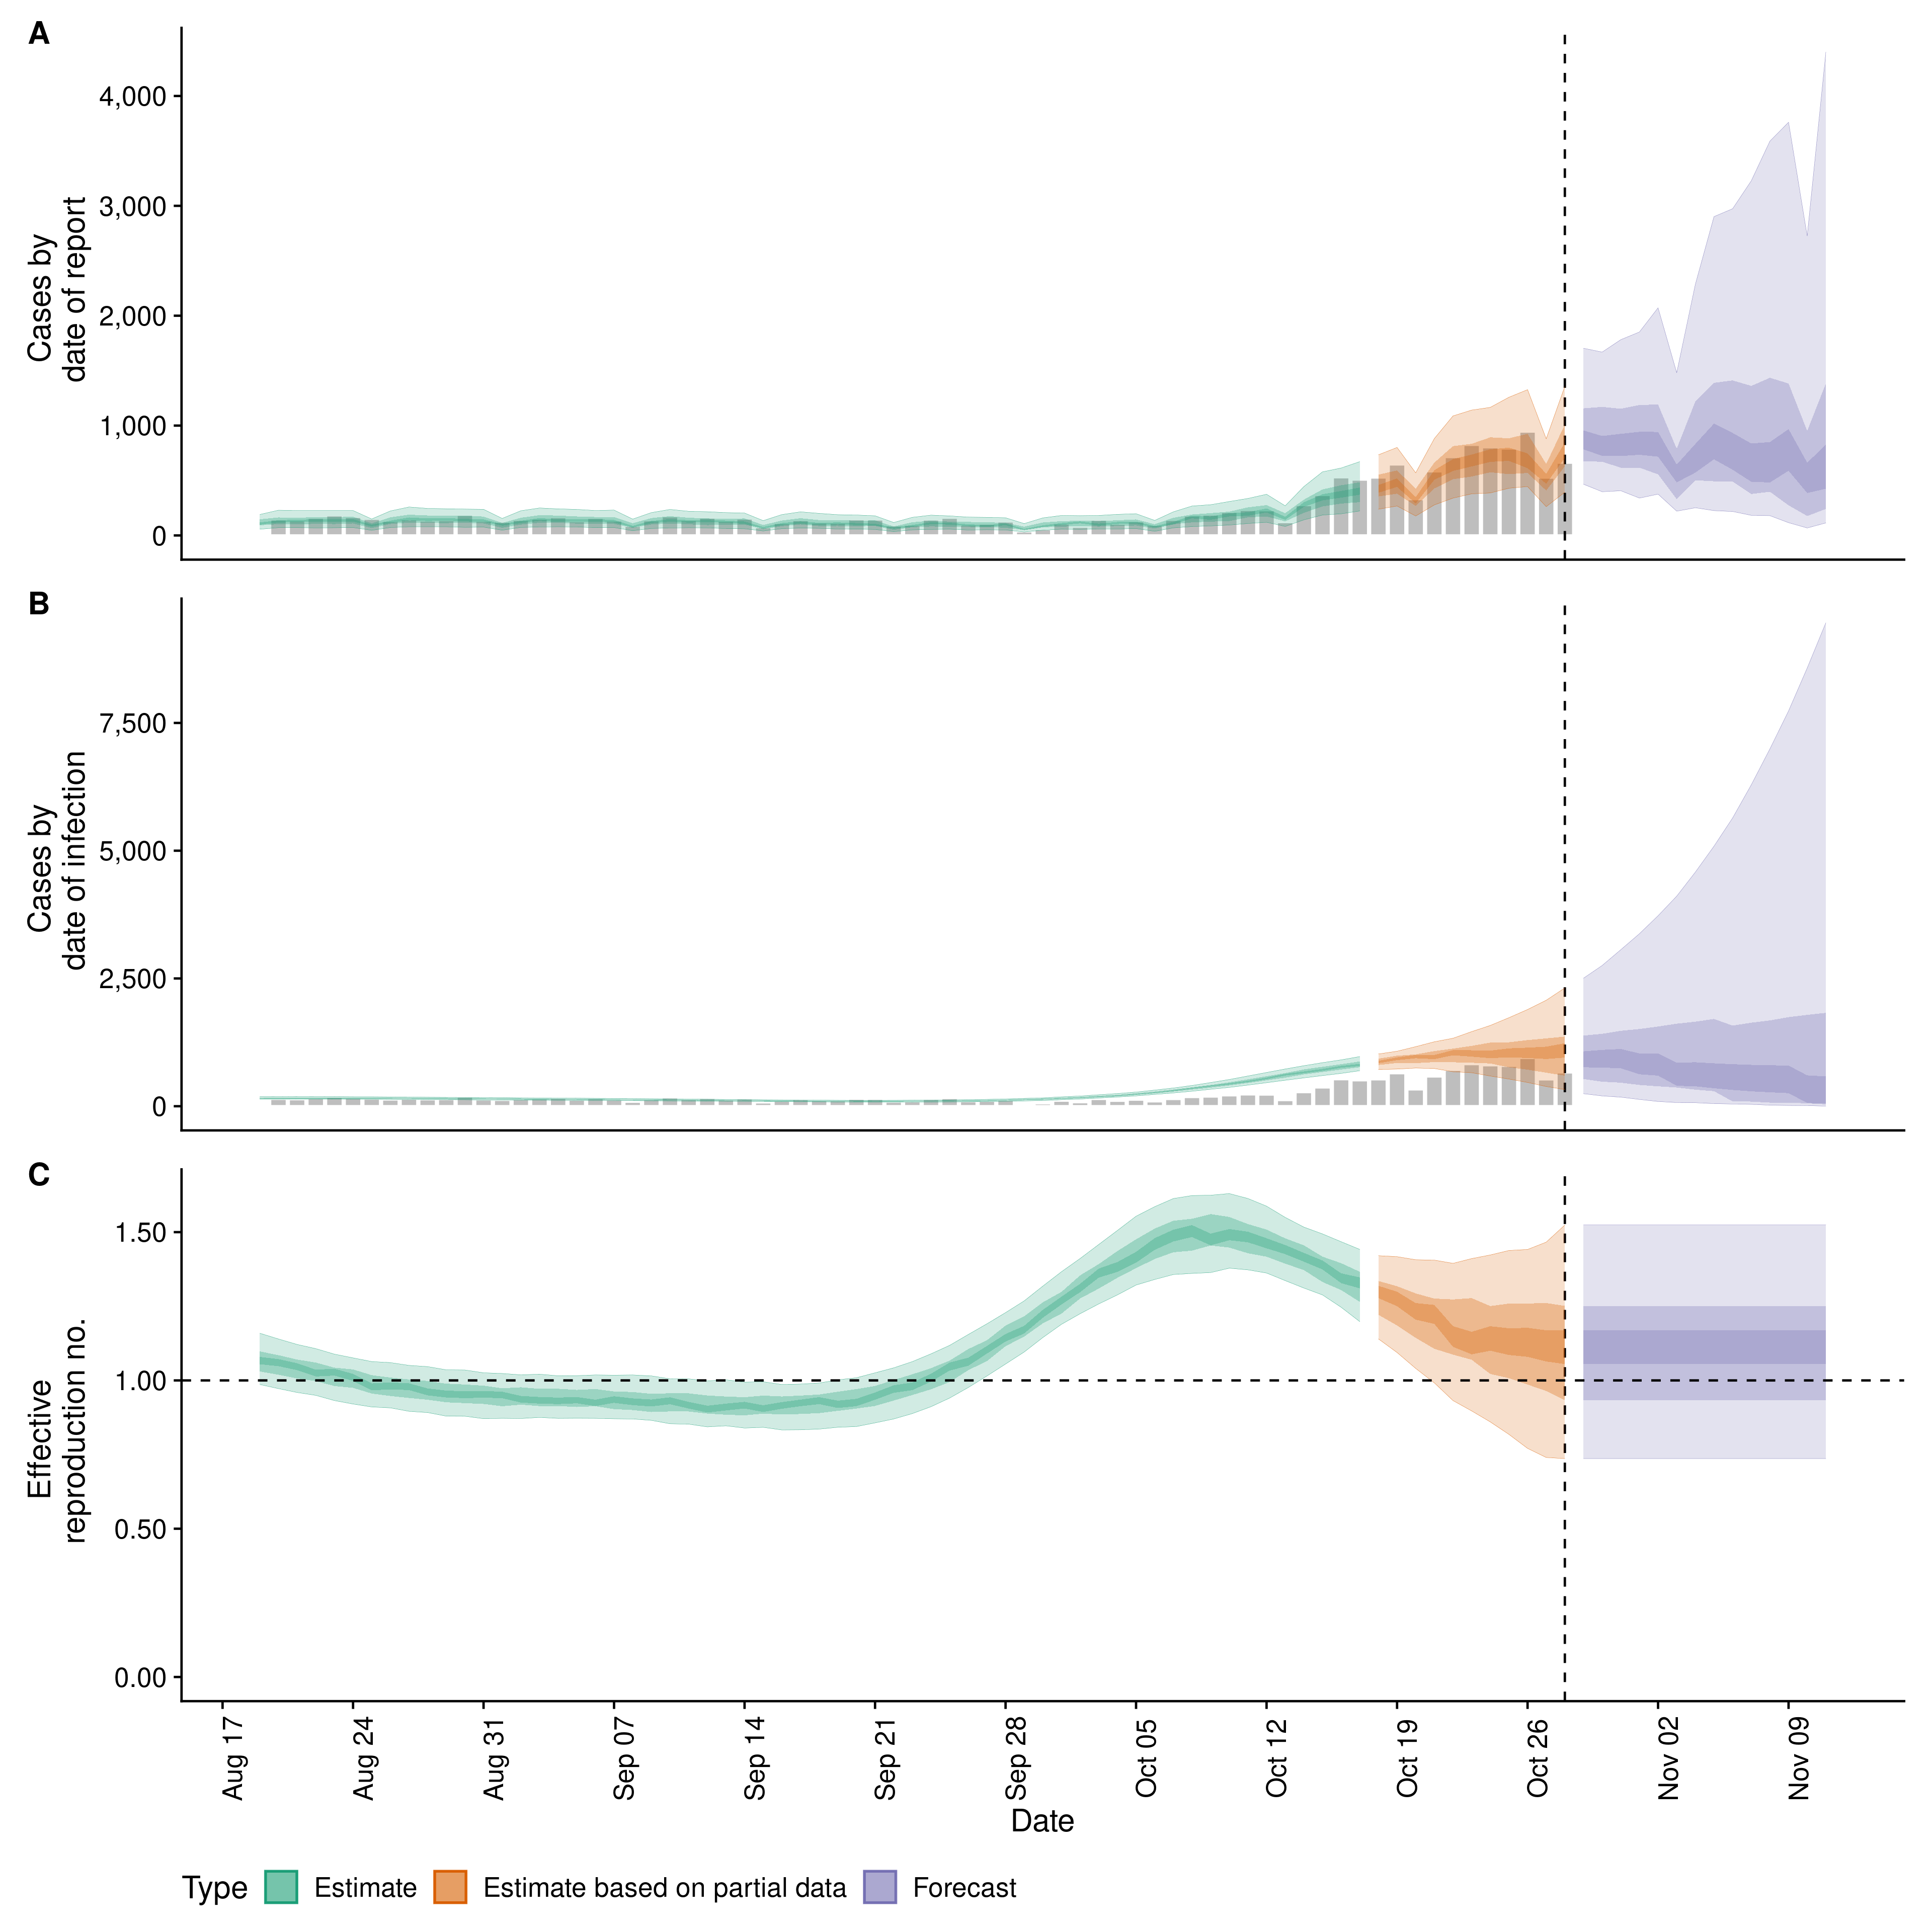 A
4,000
3,000
2,000
1,000
0
Cases by
date of report
B
7,500
5,000
2,500
0
Cases by
date of infection
C
1.50
1.00
0.50
0.00
Effective
reproduction no.
Aug 17
Aug 24
Aug 31
Sep 07
Sep 14
Sep 21
Sep 28
Oct 05
Oct 12
Oct 19
Oct 26
Nov 02
Nov 09
Date
Type Estimate Estimate based on partial data Forecast